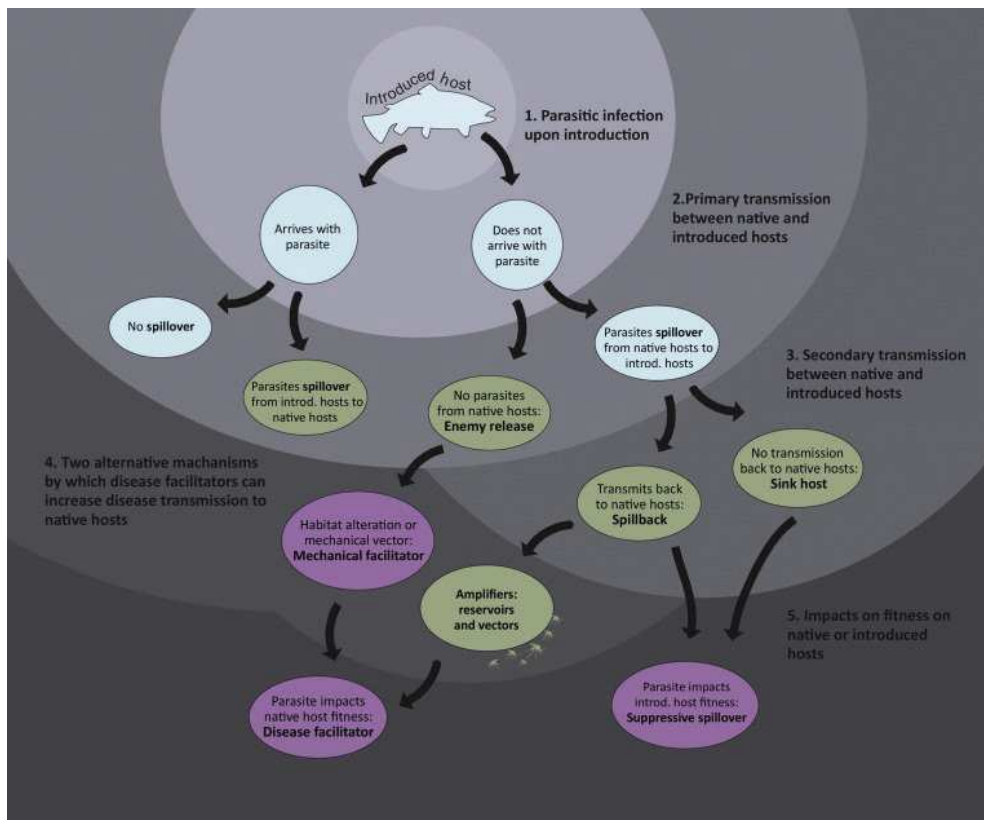 Introduced host
1. Parasitic infection
upon introduction
2.Primary transmission
between native and
introduced hosts
Arrives with
parasite
Does not
arrive with
parasite
No spillover
Parasites spillover
from native hosts to
introd. hosts
3. Secondary transmission
between native and
introduced hosts
Parasites spillover
from introd. hosts to
native hosts
No parasites
from native hosts:
Enemy release
4. Two alternative machanisms
by which disease facilitators can
increase disease transmission to
native hosts
No transmission
back to native hosts:
Sink host
Transmits back
to native hosts:
Spillback
Habitat alteration or
mechanical vector:
Mechanical facilitator
Amplifiers:
reservoirs
and vectors
5. Impacts on fitness on
native or introduced
hosts
Parasite impacts
native host fitness:
Disease facilitator
Parasite impacts
introd. host fitness:
Suppressive spillover